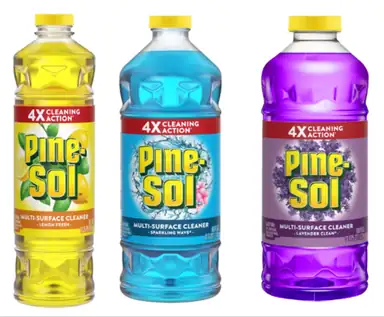 4X CLEANING
ACTION*
Pine-
Sol
MULTI-SURFACE CLEANER
LEMON FRESH
4X CLEANING
ACTION*
Pine-
Sol
MULTI-SURFACE CLEANER
SPARKLING WAVE
4X CLEANING
ACTION*
Pine-
Sol
MULTI-SURFACE CLEANER
LAVENDER CLEAN